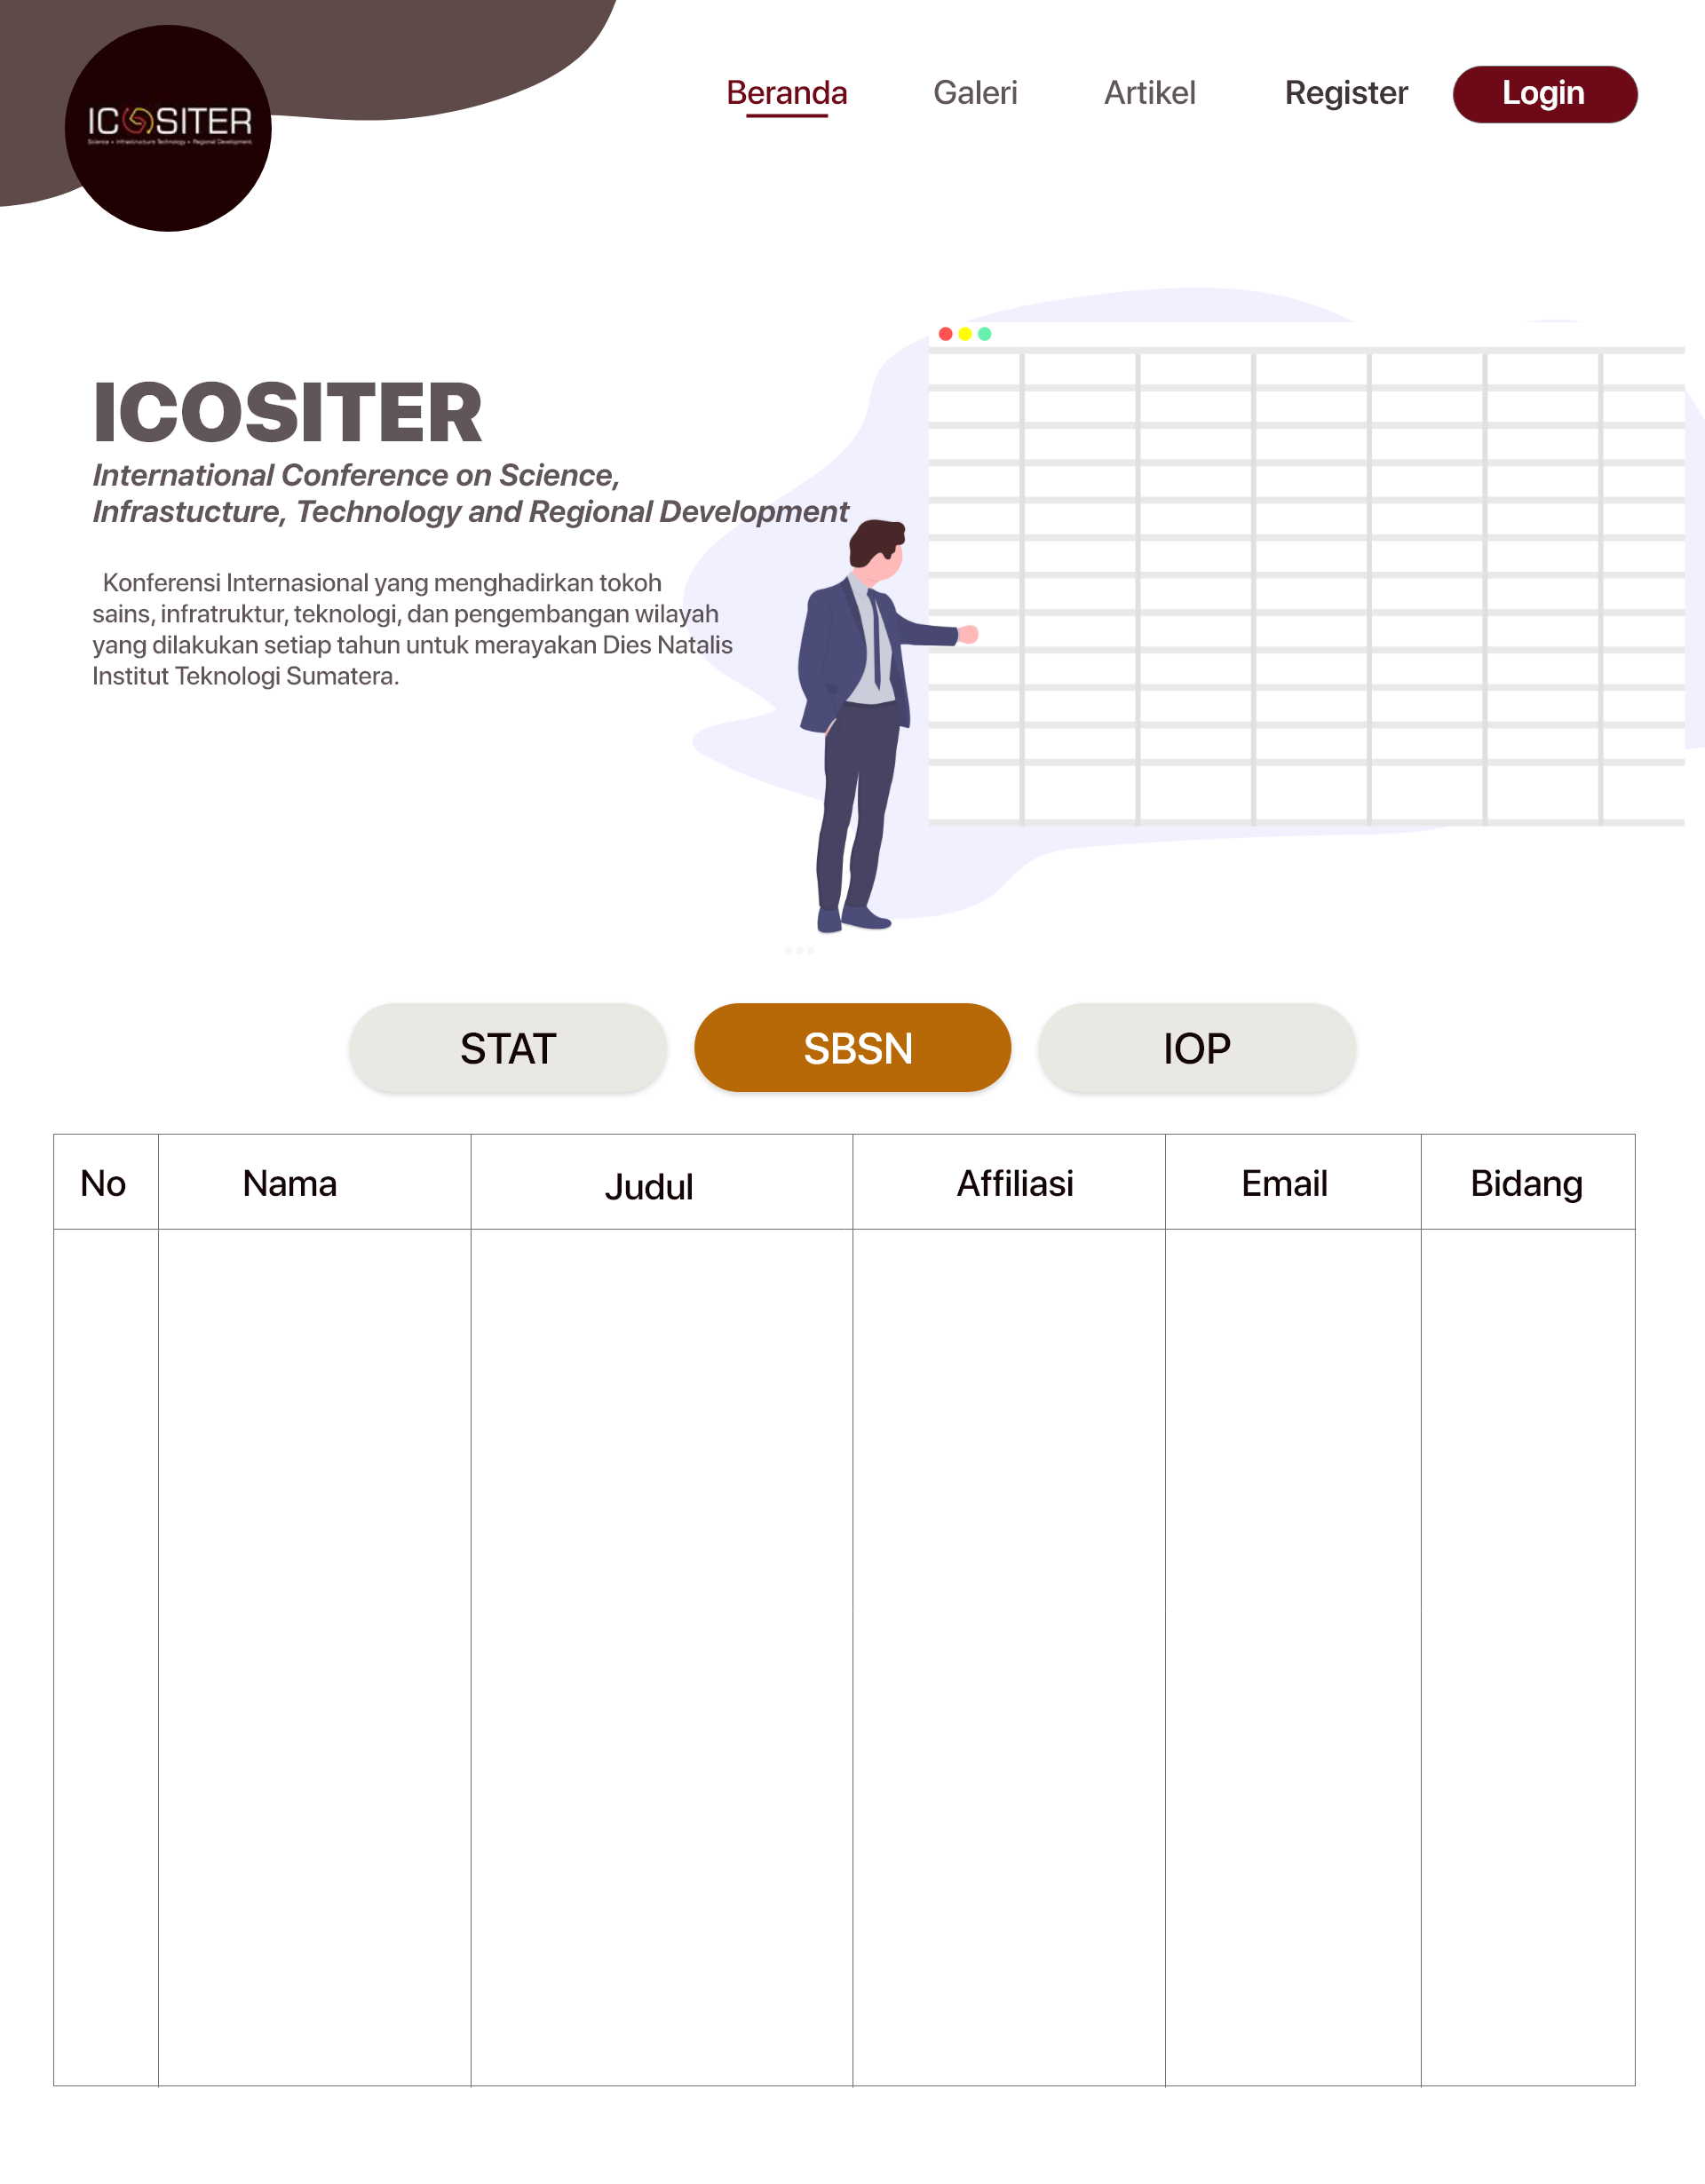 ICOSITER
Science • Infrastructure Technology • Regional Development
Beranda
Galeri
Artikel
Register
Login
ICOSITER
International Conference on Science,
Infrastucture, Technology and Regional Development
Konferensi Internasional yang menghadirkan tokoh
sains, infratruktur, teknologi, dan pengembangan wilayah
yang dilakukan setiap tahun untuk merayakan Dies Natalis
Institut Teknologi Sumatera.
STAT
SBSN
IOP
No
Nama
Judul
Affiliasi
Email
Bidang